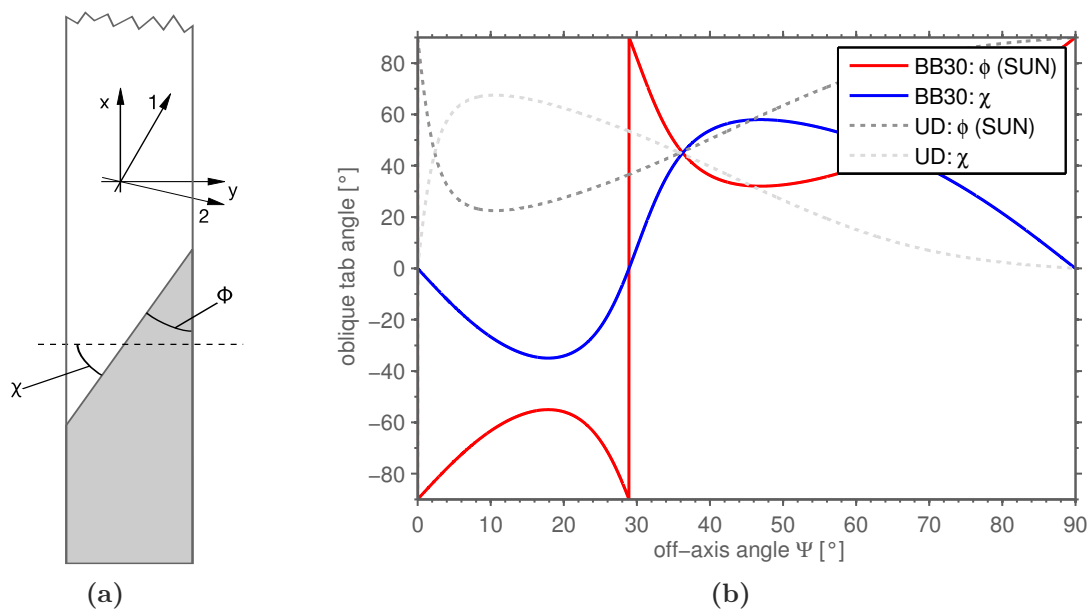 x
1
y
2
Φ
χ
(a)
oblique tab angle [°]
80
60
40
20
0
−20
−40
−60
−80
BB30: ϕ (SUN)
BB30: χ
UD: ϕ (SUN)
UD: χ
0 10 20 30 40 50 60 70 80 90
off−axis angle Ψ [°]
(b)